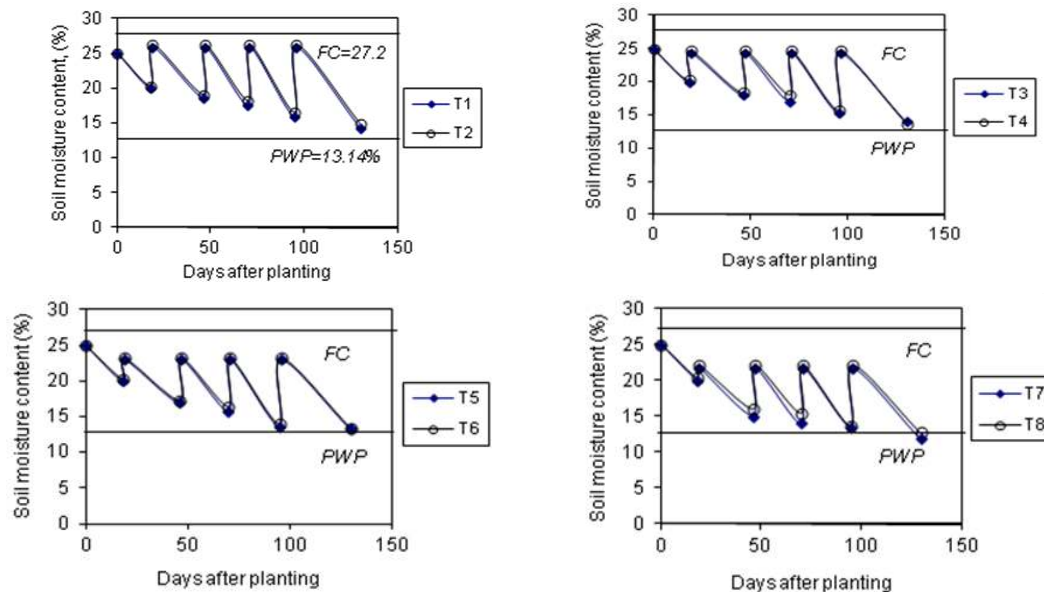 30
25
20
15
10
5
0
Soil moisture content, (%)
FC=27.2
PWP=13.14%
0 50 100 150
Days after planting
T1
T2
30
25
20
15
10
5
0
Soil moisture content (%)
FC
PWP
0 50 100 150
Days after planting
T3
T4
30
25
20
15
10
5
0
Soil moisture content (%)
FC
PWP
0 50 100 150
Days after planting
T5
T6
30
25
20
15
10
5
0
Soil moisture content (%)
FC
PWP
0 50 100 150
Days after planting
T7
T8